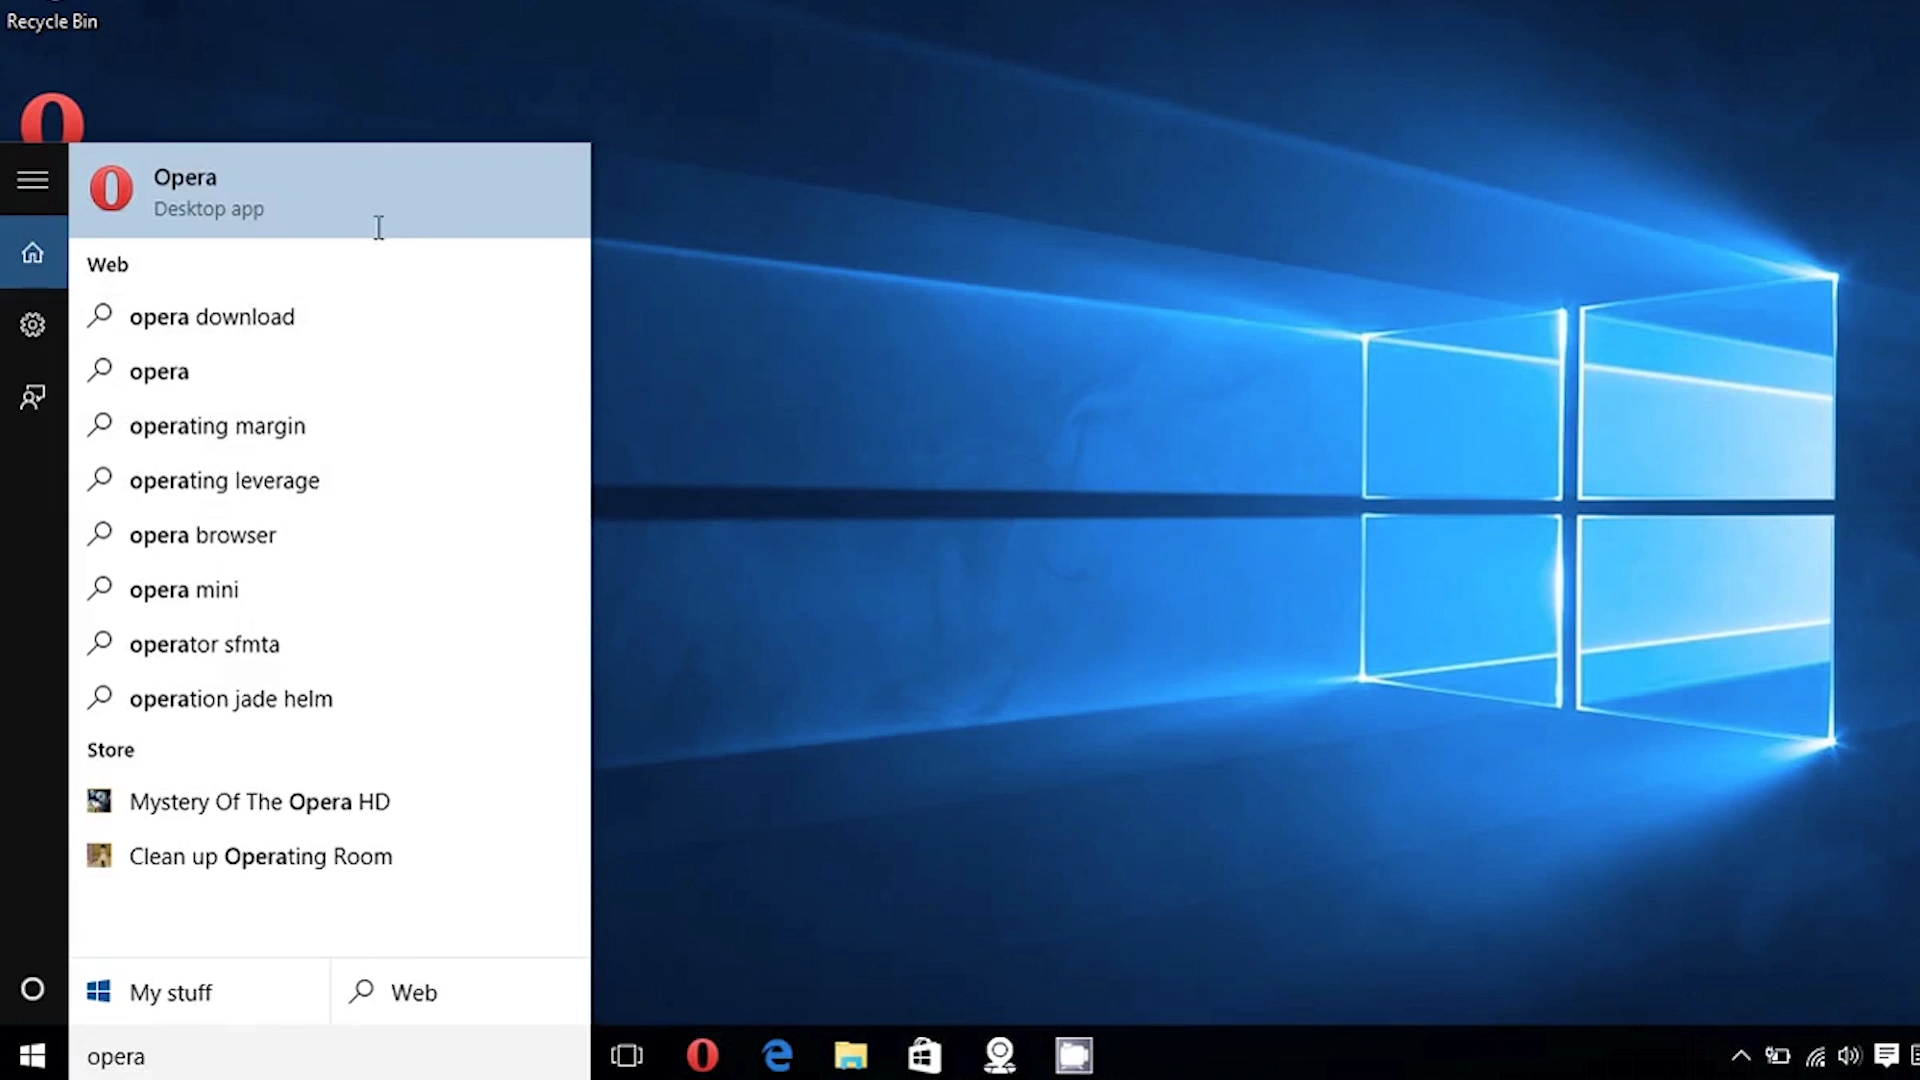 Recycle Bin
Opera
Desktop app
Web
opera download
opera
operating margin
operating leverage
opera browser
opera mini
operator sfmta
operation jade helm
Store
Mystery Of The Opera HD
Clean up Operating Room
My stuff
Web
opera